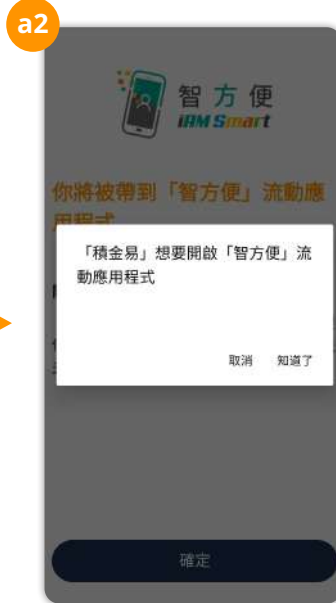 a2
智方便
iAM Smart
你將被帶到「智方便」流動應
用程式
「積金易」想要開啟「智方便」流
動應用程式
取消 知道了
確定